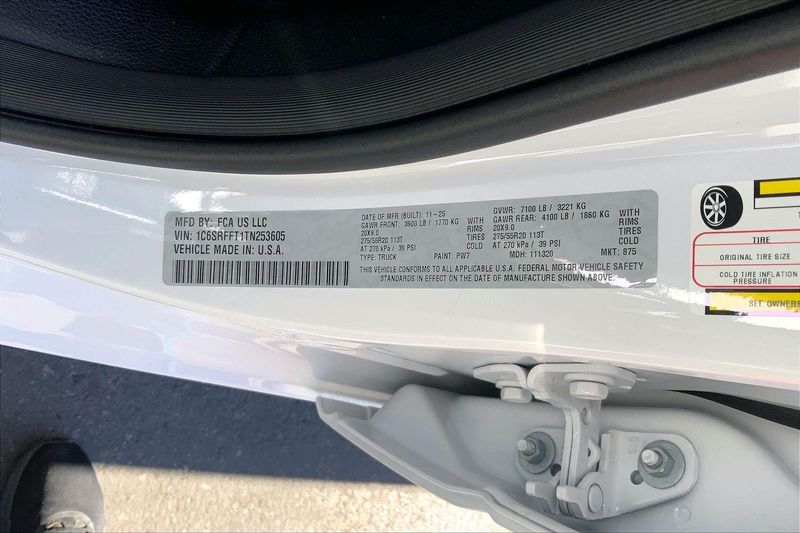 MFD BY: FCA US LLC
VIN: 1C6SRFFT1TN253605
VEHICLE MADE IN: U.S.A.
DATE OF MFR (BUILT): 11-25
GAWR FRONT: 3900 LB / 1770 KG
20X9.0
275/55R20 113T
AT 270 kPa / 39 PSI
TYPE: TRUCK
PAINT: PW7
WITH
RIMS
TIRES
COLD
GVWR: 7100 LB / 3221 KG
GAWR REAR: 4100 LB / 1860 KG
20X9.0
275/55R20 113T
AT 270 kPa / 39 PSI
MDH: 111320
MKT: 875
WITH
RIMS
TIRES
COLD
THIS VEHICLE CONFORMS TO ALL APPLICABLE U.S.A. FEDERAL MOTOR VEHICLE SAFETY
STANDARDS IN EFFECT ON THE DATE OF MANUFACTURE SHOWN ABOVE.
TIRE
ORIGINAL TIRE SIZE
COLD TIRE INFLATION
PRESSURE
SEE OWNERS